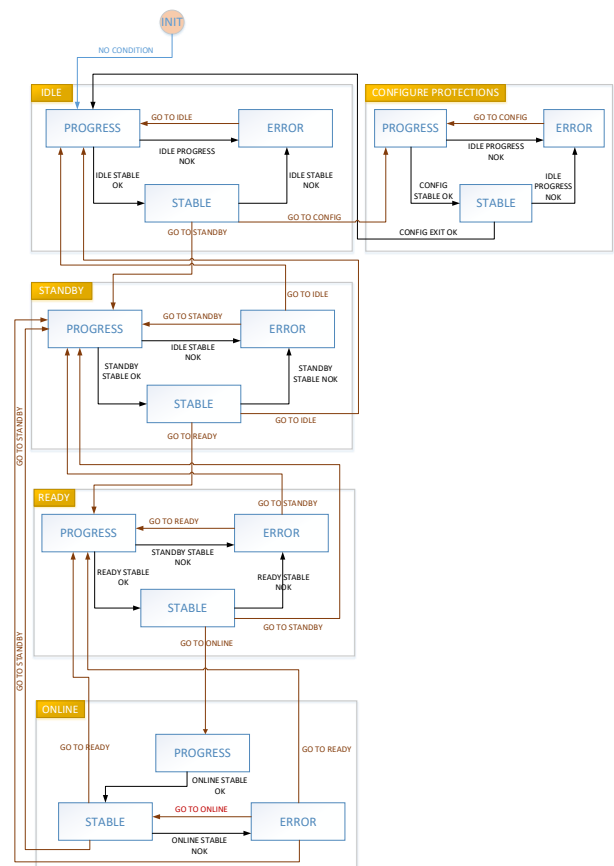 INIT
NO CONDITION
IDLE
CONFIGURE PROTECTIONS
PROGRESS
GO TO IDLE
ERROR
IDLE PROGRESS
NOK
IDLE STABLE
OK
IDLE STABLE
NOK
STABLE
GO TO STANDBY
GO TO CONFIG
PROGRESS
GO TO CONFIG
ERROR
IDLE PROGRESS
NOK
CONFIG
STABLE OK
IDLE
PROGRESS
NOK
STABLE
CONFIG EXIT OK
STANDBY
GO TO IDLE
PROGRESS
GO TO STANDBY
ERROR
IDLE STABLE
NOK
STANDBY
STABLE OK
STANDBY
STABLE NOK
STABLE
GO TO IDLE
GO TO READY
GO TO STANDBY
READY
GO TO STANDBY
PROGRESS
GO TO READY
ERROR
STANDBY STABLE
NOK
READY STABLE
OK
READY STABLE
NOK
STABLE
GO TO STANDBY
GO TO ONLINE
GO TO STANDBY
ONLINE
GO TO READY
PROGRESS
GO TO READY
ONLINE STABLE
OK
STABLE
GO TO ONLINE
ERROR
ONLINE STABLE
NOK